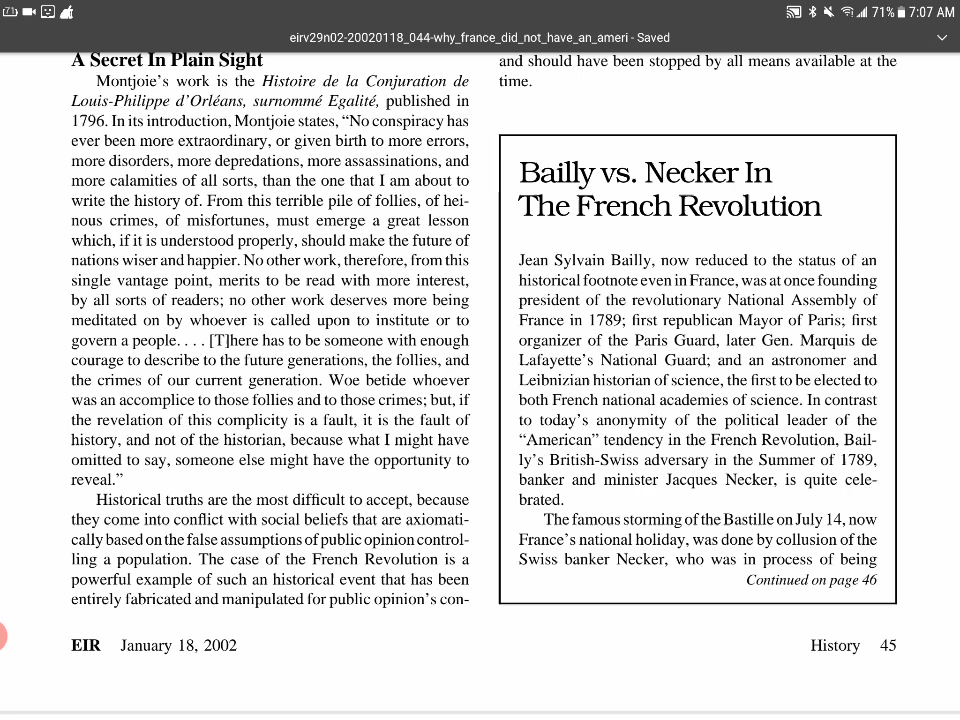 71%
7:07 AM
eirv29n02-20020118_044-why_france_did_not_have_an_ameri - Saved
A Secret In Plain Sight
Montjoie's work is the Histoire de la Conjuration de
Louis-Philippe d'Orléans, surnommé Egalité, published in
1796. In its introduction, Montjoie states, “No conspiracy has
ever been more extraordinary, or given birth to more errors,
more disorders, more depredations, more assassinations, and
more calamities of all sorts, than the one that I am about to
write the history of. From this terrible pile of follies, of hei-
nous crimes, of misfortunes, must emerge a great lesson
which, if it is understood properly, should make the future of
nations wiser and happier. No other work, therefore, from this
single vantage point, merits to be read with more interest,
by all sorts of readers; no other work deserves more being
meditated on by whoever is called upon to institute or to
govern a people. . . . [T]here has to be someone with enough
courage to describe to the future generations, the follies, and
the crimes of our current generation. Woe betide whoever
was an accomplice to those follies and to those crimes; but, if
the revelation of this complicity is a fault, it is the fault of
history, and not of the historian, because what I might have
omitted to say, someone else might have the opportunity to
reveal.”
Historical truths are the most difficult to accept, because
they come into conflict with social beliefs that are axiomati-
cally based on the false assumptions of public opinion control-
ling a population. The case of the French Revolution is a
powerful example of such an historical event that has been
entirely fabricated and manipulated for public opinion's con-
and should have been stopped by all means available at the
time.
Bailly vs. Necker In
The French Revolution
Jean Sylvain Bailly, now reduced to the status of an
historical footnote even in France, was at once founding
president of the revolutionary National Assembly of
France in 1789; first republican Mayor of Paris; first
organizer of the Paris Guard, later Gen. Marquis de
Lafayette's National Guard; and an astronomer and
Leibnizian historian of science, the first to be elected to
both French national academies of science. In contrast
to today's anonymity of the political leader of the
“American” tendency in the French Revolution, Bail-
ly's British-Swiss adversary in the Summer of 1789,
banker and minister Jacques Necker, is quite cele-
brated.
The famous storming of the Bastille on July 14, now
France's national holiday, was done by collusion of the
Swiss banker Necker, who was in process of being
Continued on page 46
EIR January 18, 2002
History 45